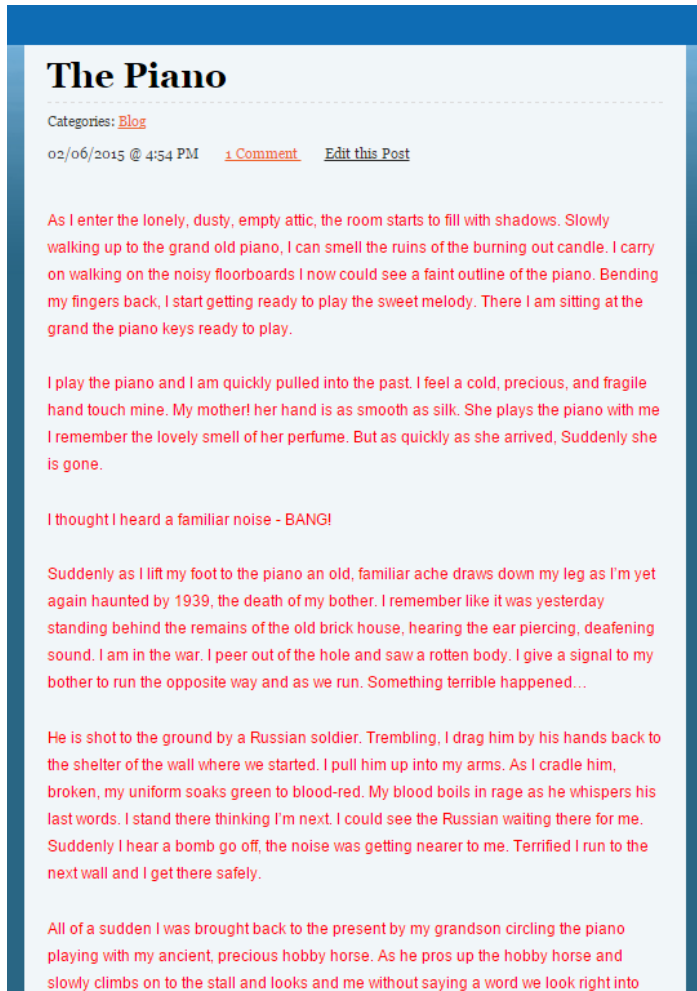 The Piano
Categories: Blog
02/06/2015 @ 4:54 PM 1 Comment Edit this Post
As I enter the lonely, dusty, empty attic, the room starts to fill with shadows. Slowly
walking up to the grand old piano, I can smell the ruins of the burning out candle. I carry
on walking on the noisy floorboards I now could see a faint outline of the piano. Bending
my fingers back, I start getting ready to play the sweet melody. There I am sitting at the
grand the piano keys ready to play.
I play the piano and I am quickly pulled into the past. I feel a cold, precious, and fragile
hand touch mine. My mother! her hand is as smooth as silk. She plays the piano with me
I remember the lovely smell of her perfume. But as quickly as she arrived, Suddenly she
is gone.
I thought I heard a familiar noise - BANG!
Suddenly as I lift my foot to the piano an old, familiar ache draws down my leg as I'm yet
again haunted by 1939, the death of my bother. I remember like it was yesterday
standing behind the remains of the old brick house, hearing the ear piercing, deafening
sound. I am in the war. I peer out of the hole and saw a rotten body. I give a signal to my
bother to run the opposite way and as we run. Something terrible happened…
He is shot to the ground by a Russian soldier. Trembling, I drag him by his hands back to
the shelter of the wall where we started. I pull him up into my arms. As I cradle him,
broken, my uniform soaks green to blood-red. My blood boils in rage as he whispers his
last words. I stand there thinking I'm next. I could see the Russian waiting there for me.
Suddenly I hear a bomb go off, the noise was getting nearer to me. Terrified I run to the
next wall and I get there safely.
All of a sudden I was brought back to the present by my grandson circling the piano
playing with my ancient, precious hobby horse. As he pros up the hobby horse and
slowly climbs on to the stall and looks and me without saying a word we look right into